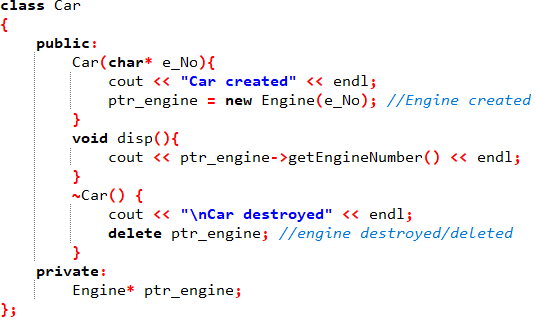 class Car
{
public:
Car(char* e_No){
cout << "Car created" << endl;
ptr_engine = new Engine(e_No); //Engine created
}
void disp(){
cout << ptr_engine->getEngineNumber() << endl;
}
~Car() {
cout << "\nCar destroyed" << endl;
delete ptr_engine; //engine destroyed/deleted
}
private:
Engine* ptr_engine;
};